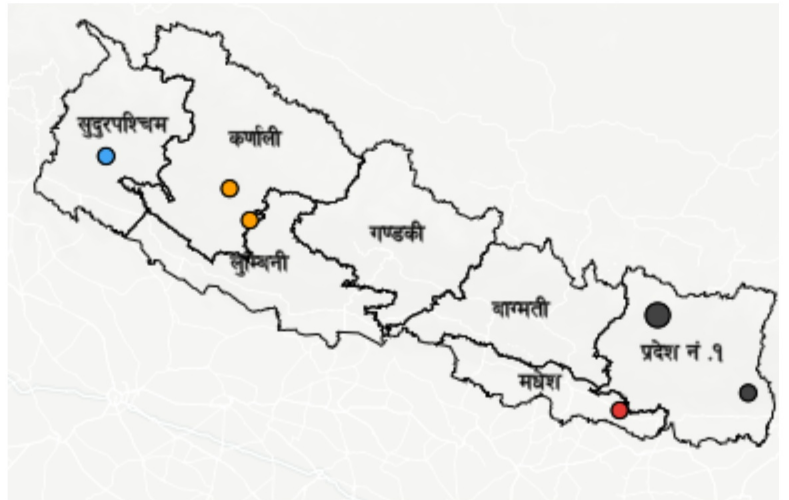 सुदुरपश्चिम
कर्णाली
गण्डकी
लुम्बिनी
बाग्मती
प्रदेश नं .१
मधेश